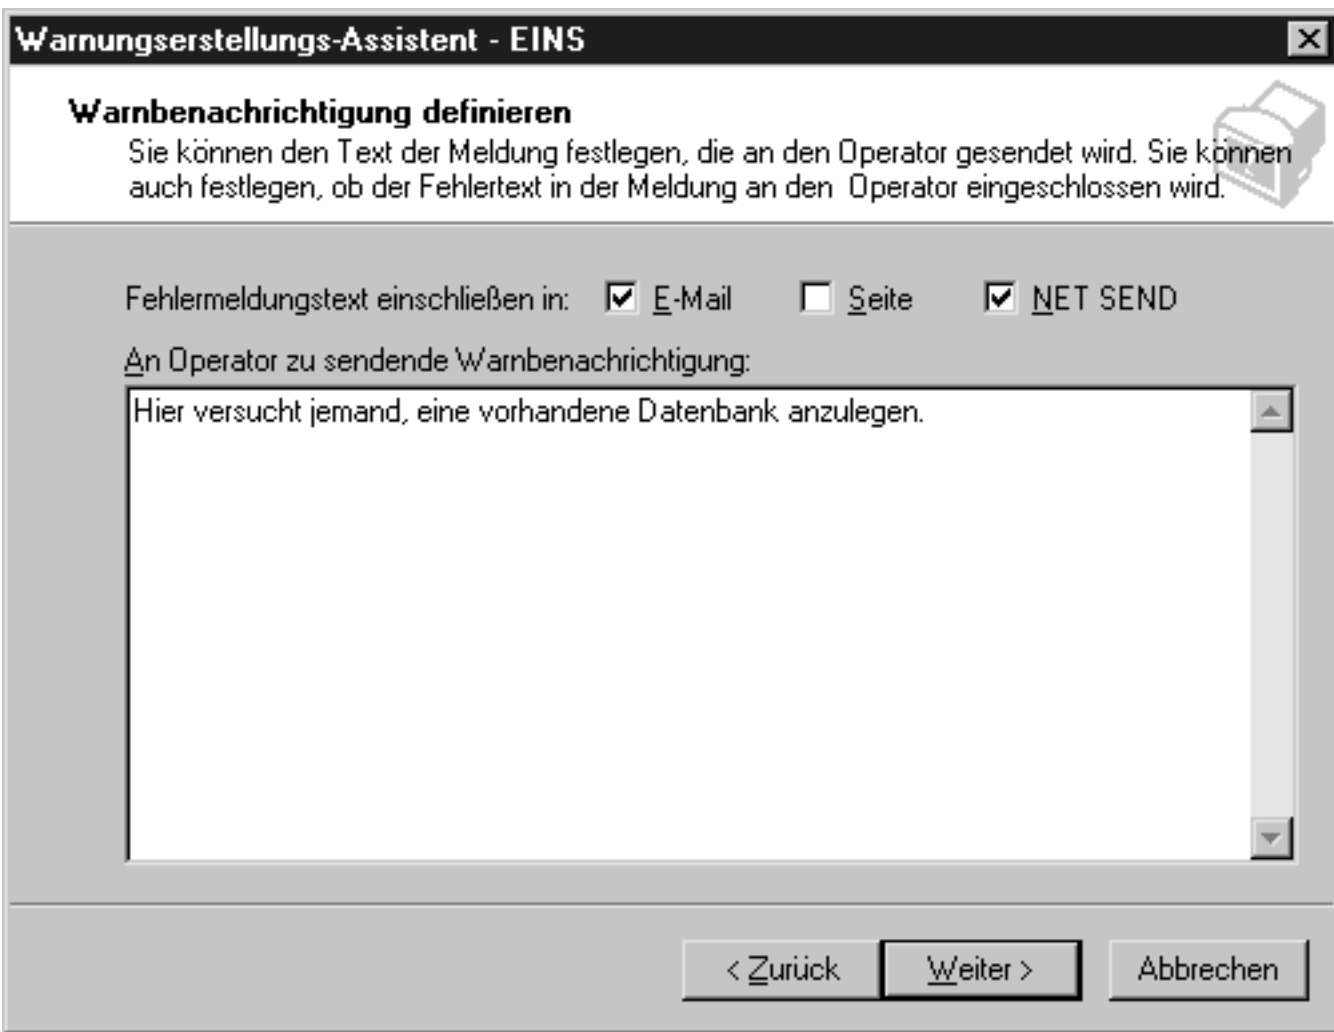 Warnungserstellungs-Assistent - EINS
Warnbenachrichtigung definieren
Sie können den Text der Meldung festlegen, die an den Operator gesendet wird. Sie können
auch festlegen, ob der Fehlertext in der Meldung an den Operator eingeschlossen wird.
Fehlermeldungstext einschließen in: E-Mail Seite NET SEND
An Operator zu sendende Warnbenachrichtigung:
Hier versucht jemand, eine vorhandene Datenbank anzulegen.
< Zurück Weiter > Abbrechen